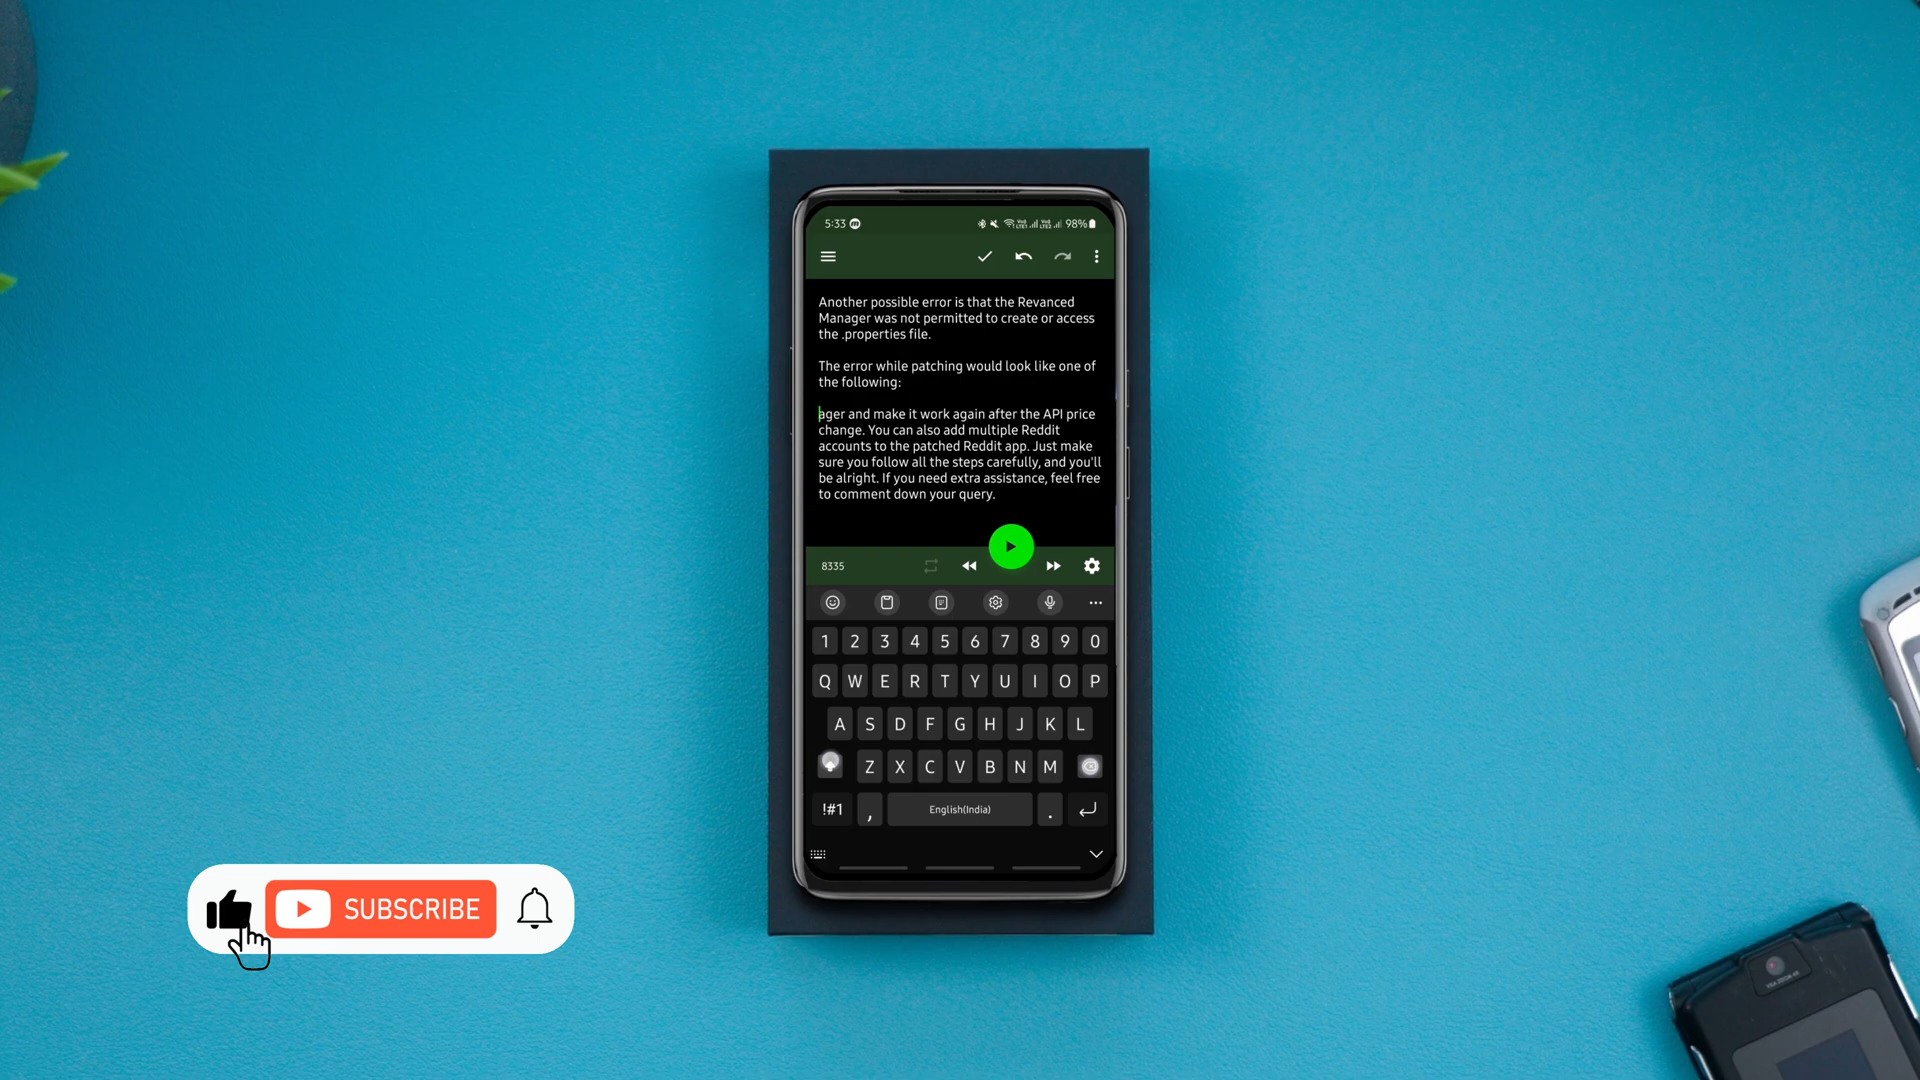 5:33
98%
Another possible error is that the Revanced
Manager was not permitted to create or access
the .properties file.
The error while patching would look like one of
the following:
ager and make it work again after the API price
change. You can also add multiple Reddit
accounts to the patched Reddit app. Just make
sure you follow all the steps carefully, and you'll
be alright. If you need extra assistance, feel free
to comment down your query.
8335
1 2 3 4 5 6 7 8 9 0
Q W E R T Y U I O P
A S D F G H J K L
Z X C V B N M
!#1 , English(India) .
SUBSCRIBE